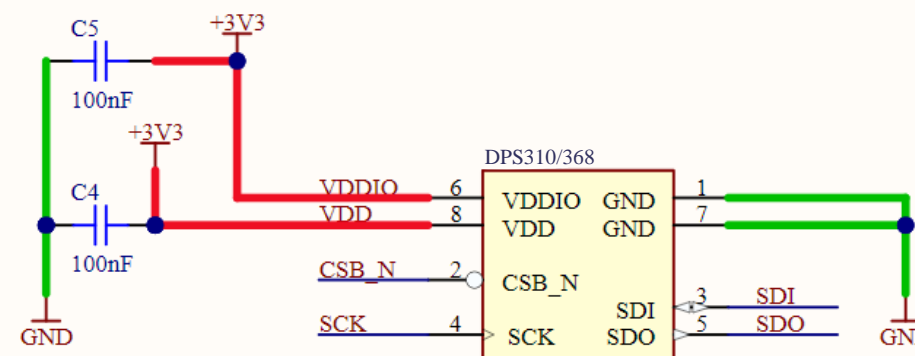 +3V3
C5
100nF
+3V3
DPS310/368
C4
VDDIO 6 VDDIO GND 1
VDD 8 VDD GND 7
100nF
CSB_N 2 CSB_N
SDI 3 SDI
GND
SCK 4 SCK SDO 5 SDO
GN